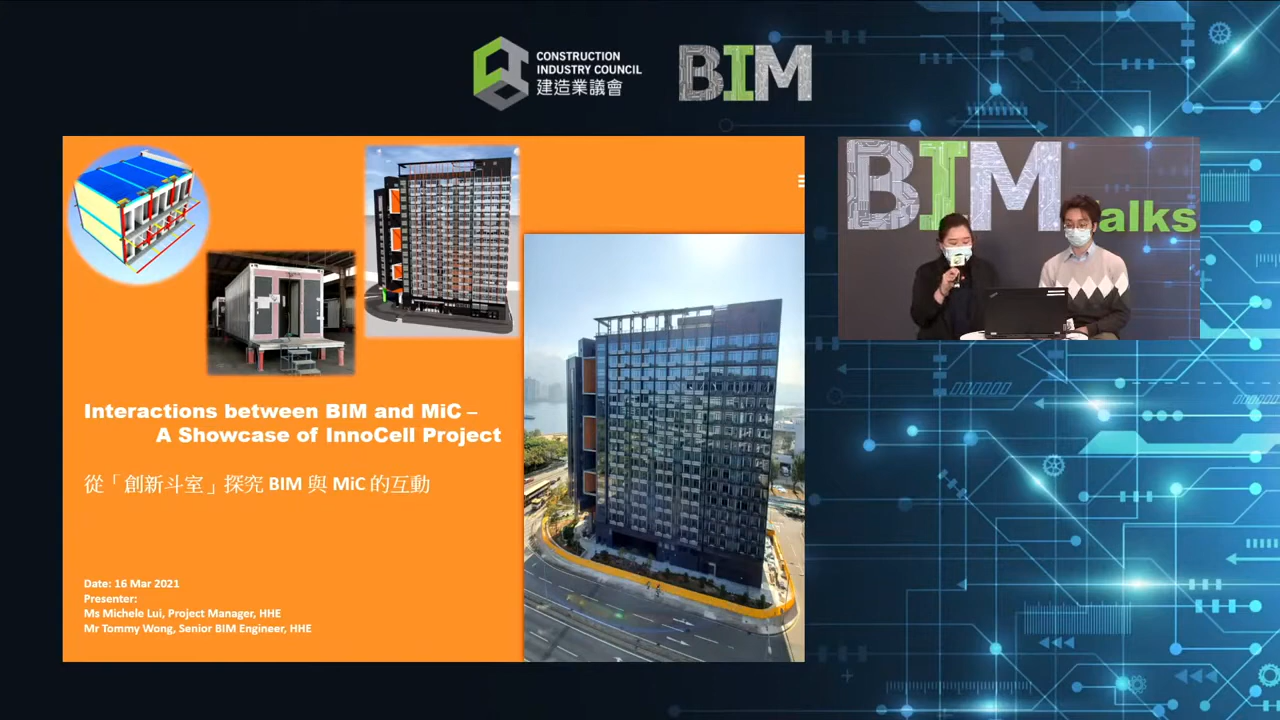 CONSTRUCTION
INDUSTRY COUNCIL
建造業議會
BIM
BIM
alks
Interactions between BIM and MiC –
A Showcase of InnoCell Project
從「創新斗室」探究 BIM 與 MiC 的互動
Date: 16 Mar 2021
Presenter:
Ms Michele Lui, Project Manager, HHE
Mr Tommy Wong, Senior BIM Engineer, HHE